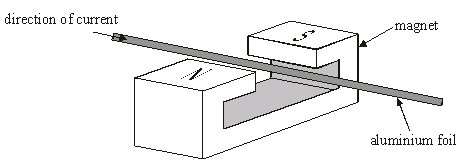 direction of current
S
magnet
N
aluminium foil